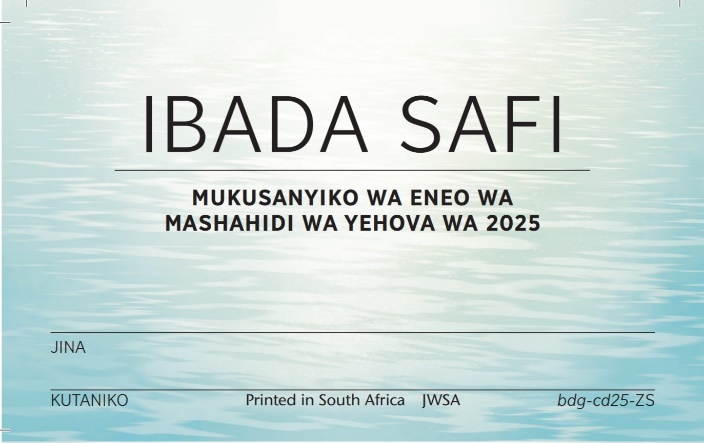 IBADA SAFI
MUKUSANYIKO WA ENEO WA
MASHAHIDI WA YEHOVA WA 2025
JINA
KUTANIKO Printed in South Africa JWSA bdg-cd25-ZS